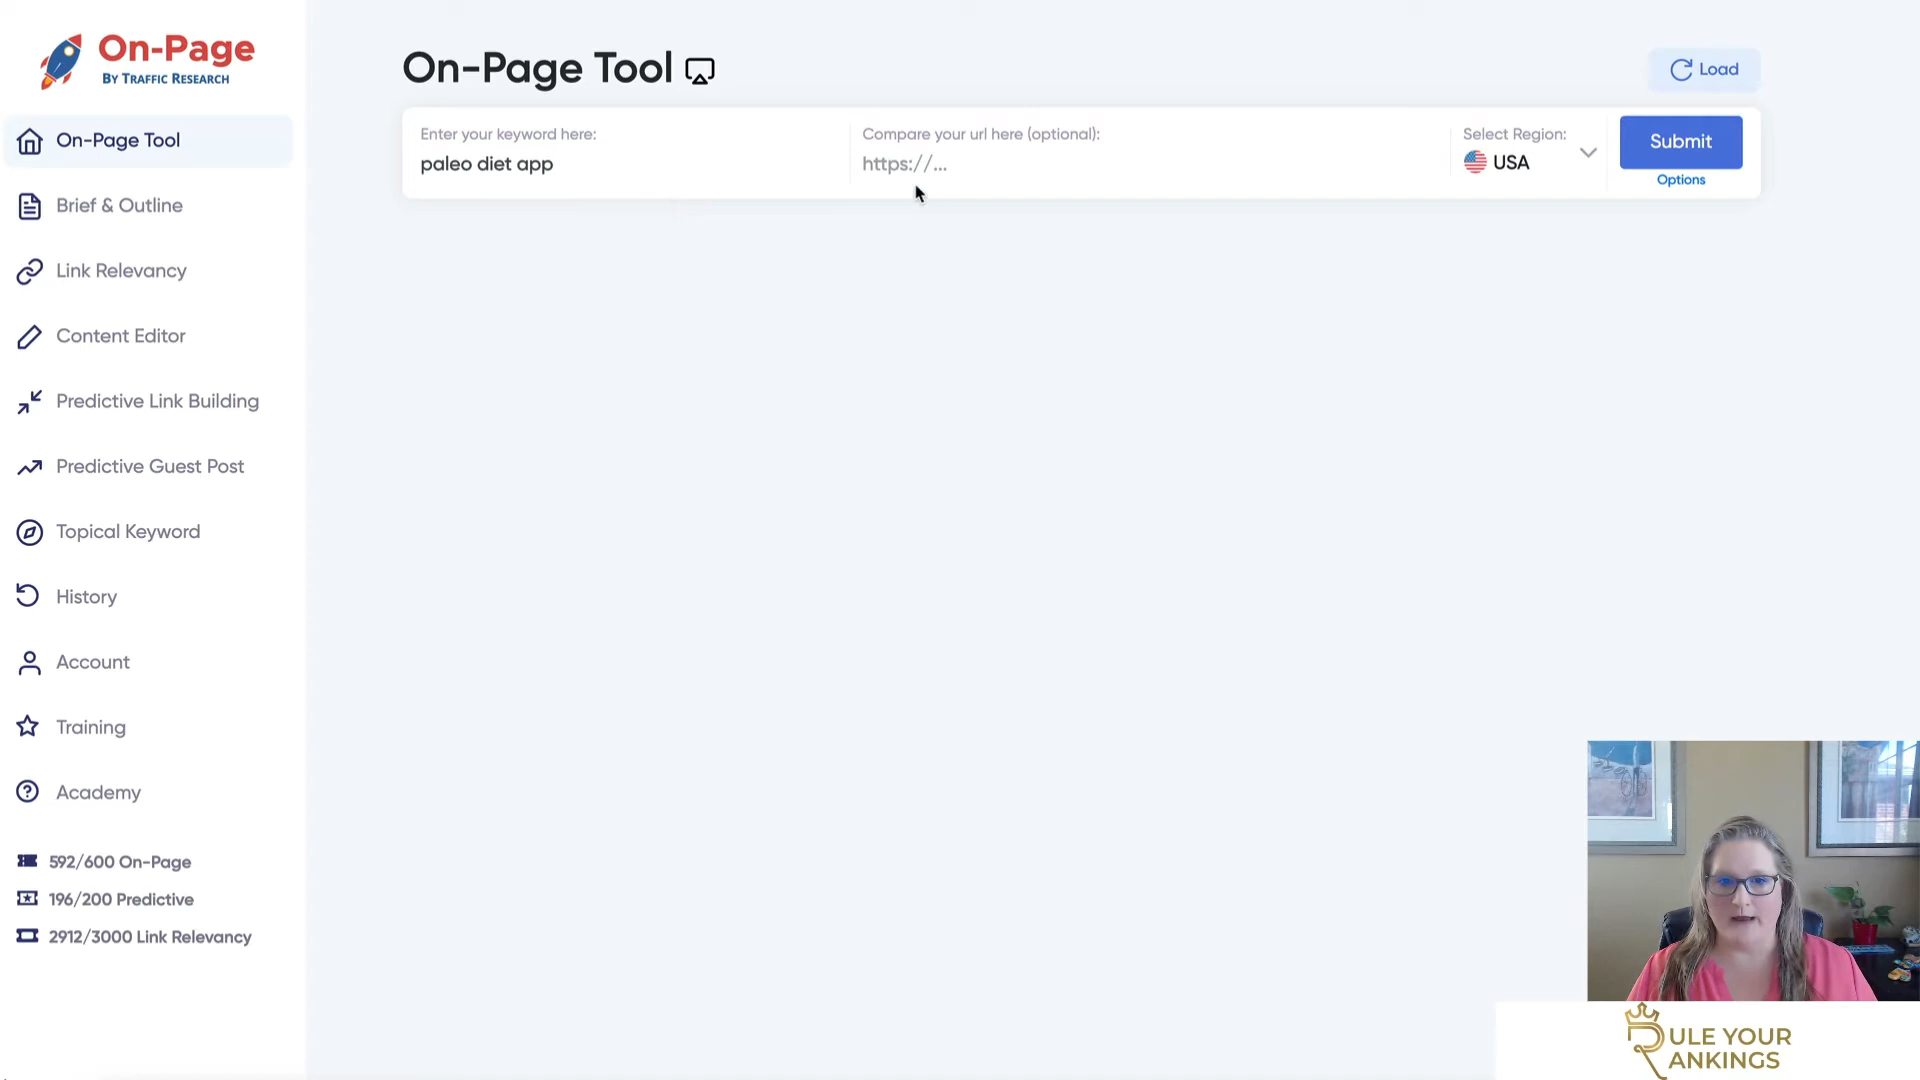 On-Page
BY TRAFFIC RESEARCH
On-Page Tool
Brief & Outline
Link Relevancy
Content Editor
Predictive Link Building
Predictive Guest Post
Topical Keyword
History
Account
Training
Academy
592/600 On-Page
196/200 Predictive
2912/3000 Link Relevancy
On-Page Tool
Load
Enter your keyword here:
paleo diet app
Compare your url here (optional):
https://...
Select Region:
USA
Submit
Options
RULE YOUR
RANKINGS